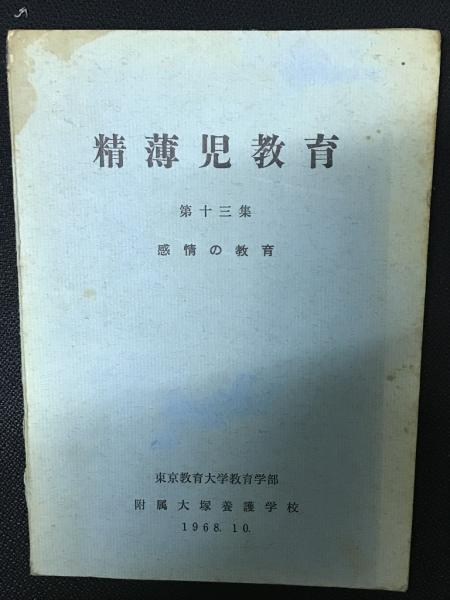 精薄児教育
第十三集
感情の教育
東京教育大学教育学部
附属大塚養護学校
1968.10.